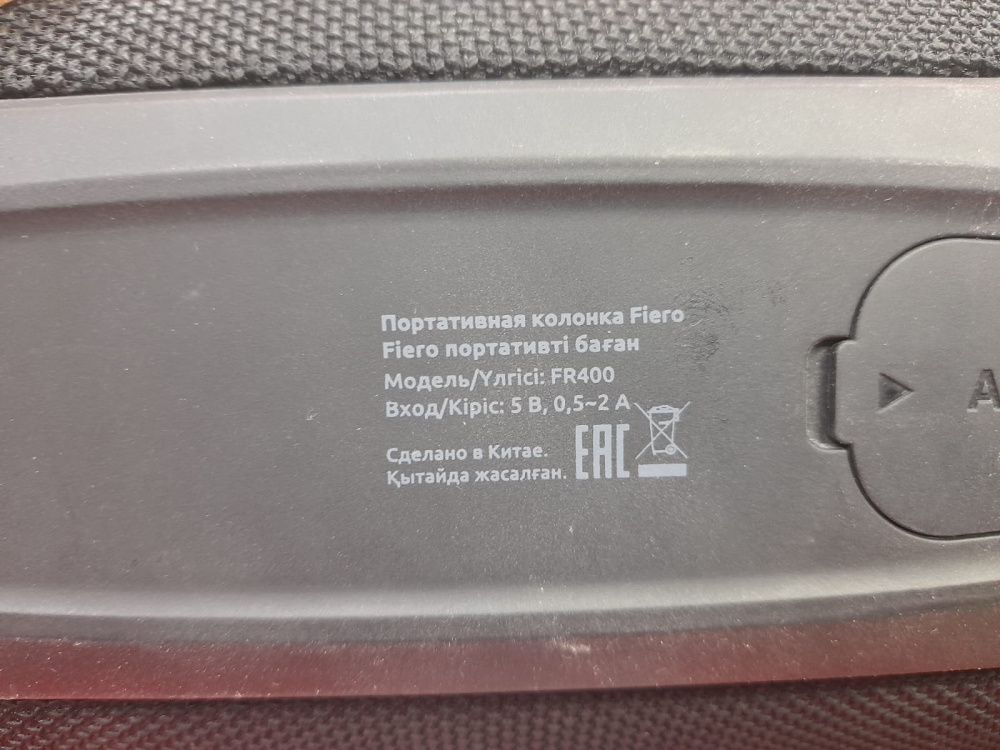 Портативная колонка Fiero
Fiero портативті баған
Модель/Үлгісі: FR400
Вход/Кіріс: 5 В, 0,5~2 А
Сделано в Китае.
Қытайда жасалған.
EAC